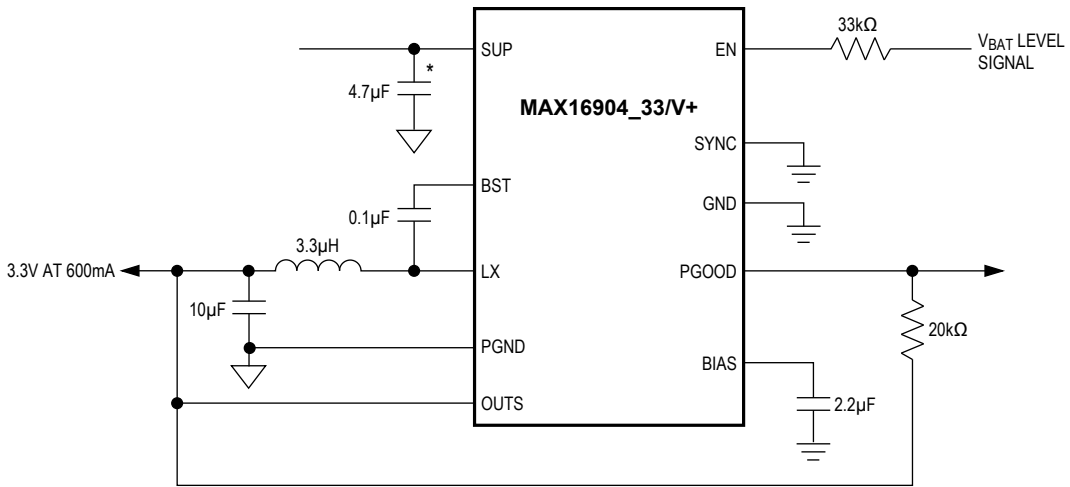 33kΩ
SUP
EN
V_BAT LEVEL
SIGNAL
*
4.7µF
MAX16904_33/V+
SYNC
BST
GND
0.1µF
3.3µH
3.3V AT 600mA
LX
PGOOD
10µF
20kΩ
PGND
BIAS
OUTS
2.2µF